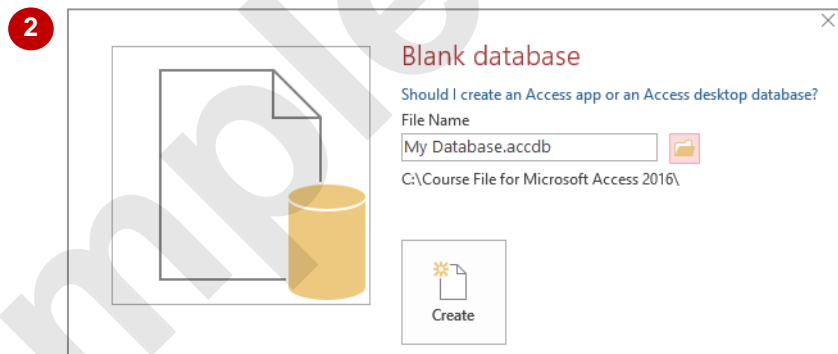 2
Blank database
Should I create an Access app or an Access desktop database?
File Name
My Database.accdb
C:\Course File for Microsoft Access 2016\
Create
mple